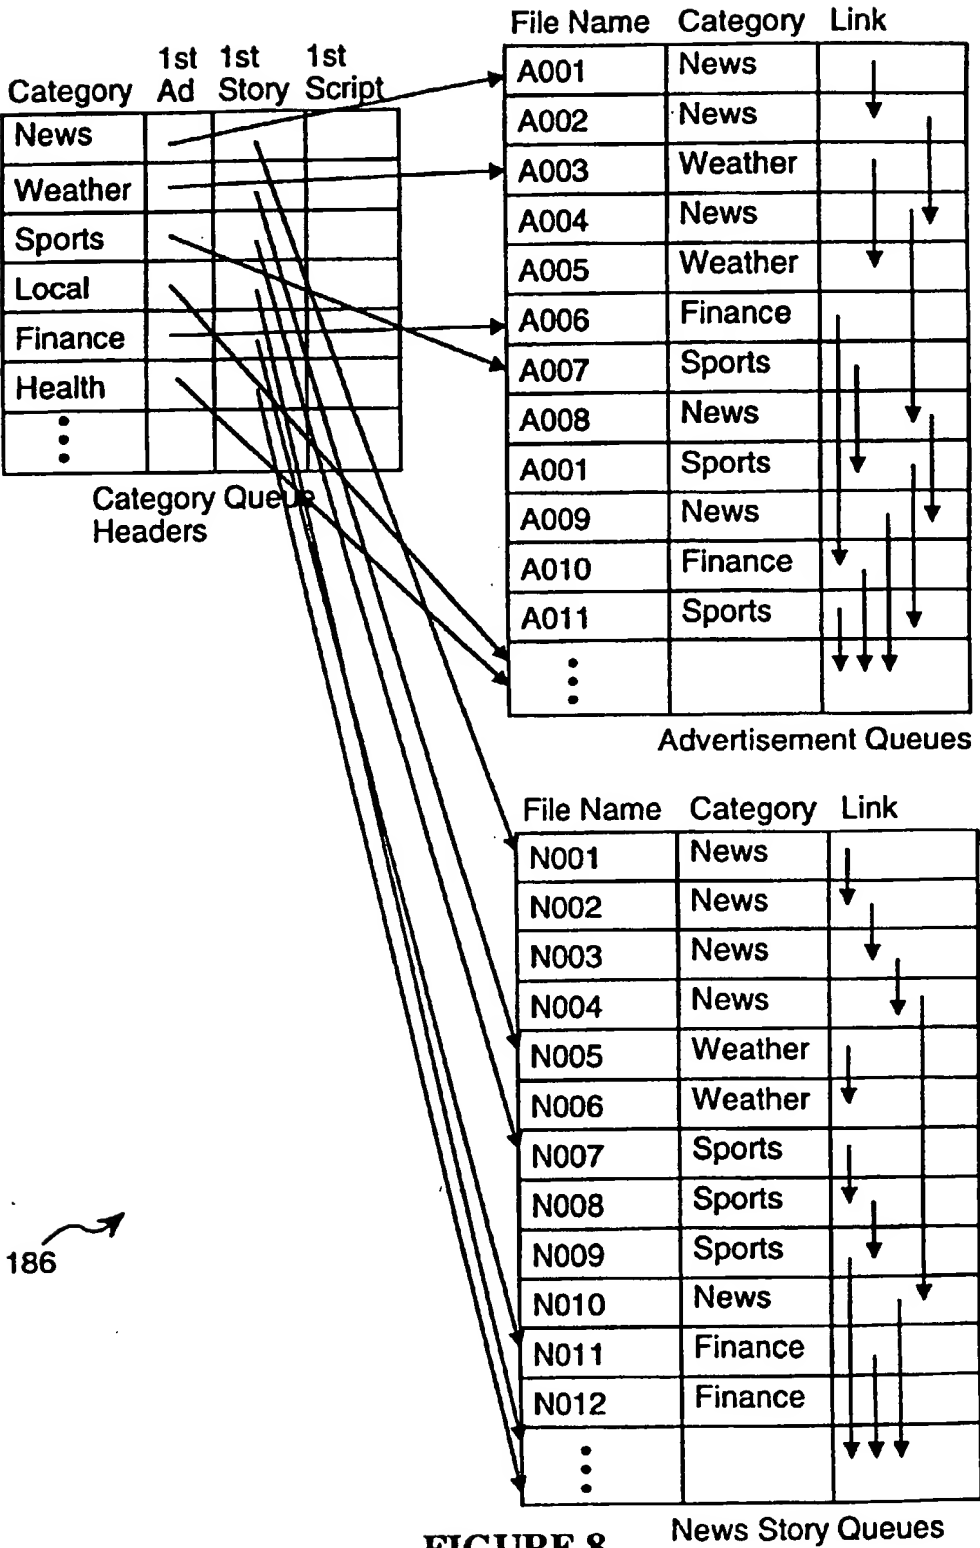 Category 1st Ad 1st Story 1st Script
News
Weather
Sports
Local
Finance
Health
Category Queue
Headers
File Name Category Link
A001 News
A002 News
A003 Weather
A004 News
A005 Weather
A006 Finance
A007 Sports
A008 News
A001 Sports
A009 News
A010 Finance
A011 Sports
Advertisement Queues
File Name Category Link
N001 News
N002 News
N003 News
N004 News
N005 Weather
N006 Weather
N007 Sports
N008 Sports
N009 Sports
N010 News
N011 Finance
N012 Finance
News Story Queues
186
FIGURE 8